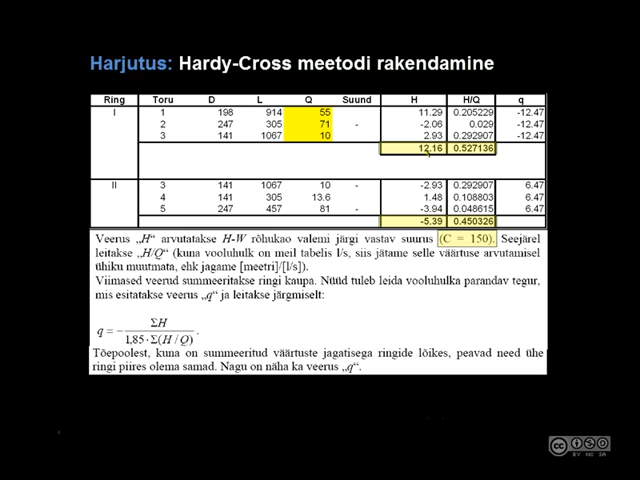 Harjutus: Hardy-Cross meetodi rakendamine
Ring Toru D L Q Suund H H/Q q
I 1 198 914 55 11.29 0.205229 -12.47
2 247 305 71 - -2.06 0.029 -12.47
3 141 1067 10 2.93 0.292907 -12.47
12.16 0.527136
II 3 141 1067 10 - -2.93 0.292907 6.47
4 141 305 13.6 1.48 0.108803 6.47
5 247 457 81 - -3.94 0.048615 6.47
-5.39 0.450326
Veerus „H“ arvutatakse H-W rõhukao valemi järgi vastav suurus (C = 150). Seejärel
leitakse „H/Q“ (kuna vooluhulk on meil tabelis l/s, siis jätame selle väärtuse arvutamisel
ühiku muutmata, ehk jagame [meetri]/[l/s]).
Viimased veerud summeeritakse ringi kaupa. Nüüd tuleb leida vooluhulka parandav tegur,
mis esitatakse veerus „q“ ja leitakse järgmiselt:
q = − ΣH / 1,85 · Σ(H / Q) .
Tõepoolest, kuna on summeeritud väärtuste jagatisega ringide lõikes, peavad need ühe
ringi piires olema samad. Nagu on näha ka veerus „q“.
cc BY NC SA